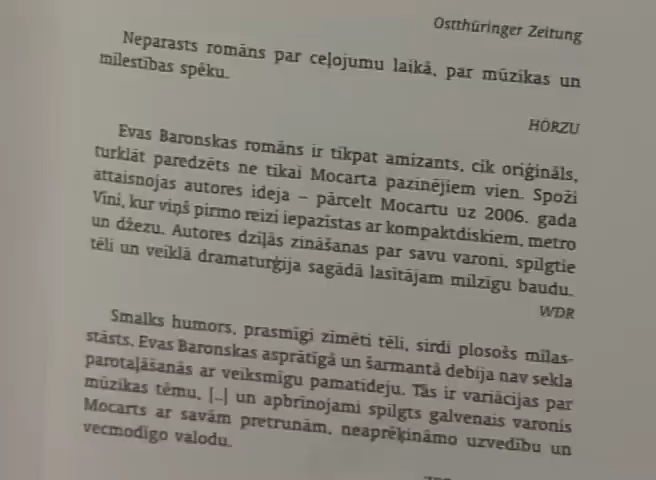 Ostthüringer Zeitung
Neparasts romāns par ceļojumu laikā, par mūzikas un
mīlestības spēku.
HÖRZU
Evas Baronskas romāns ir tikpat amizants, cik oriģināls,
turklāt paredzēts ne tikai Mocarta pazinējiem vien. Spoži
attaisnojas autores ideja – pārcelt Mocartu uz 2006. gada
Vīni, kur viņš pirmo reizi iepazīstas ar kompaktdiskiem, metro
un džezu. Autores dziļās zināšanas par savu varoni, spilgtie
tēli un veiklā dramaturģija sagādā lasītājam milzīgu baudu.
WDR
Smalks humors, prasmīgi zīmēti tēli, sirdi plosošs mīlas-
stāsts. Evas Baronskas asprātīgā un šarmantā debija nav sekla
parotaļāšanās ar veiksmīgu pamatideju. Tās ir variācijas par
mūzikas tēmu, [..] un apbrīnojami spilgts galvenais varonis
Mocarts ar savām pretrunām, neaprēķināmo uzvedību un
vecmodīgo valodu.